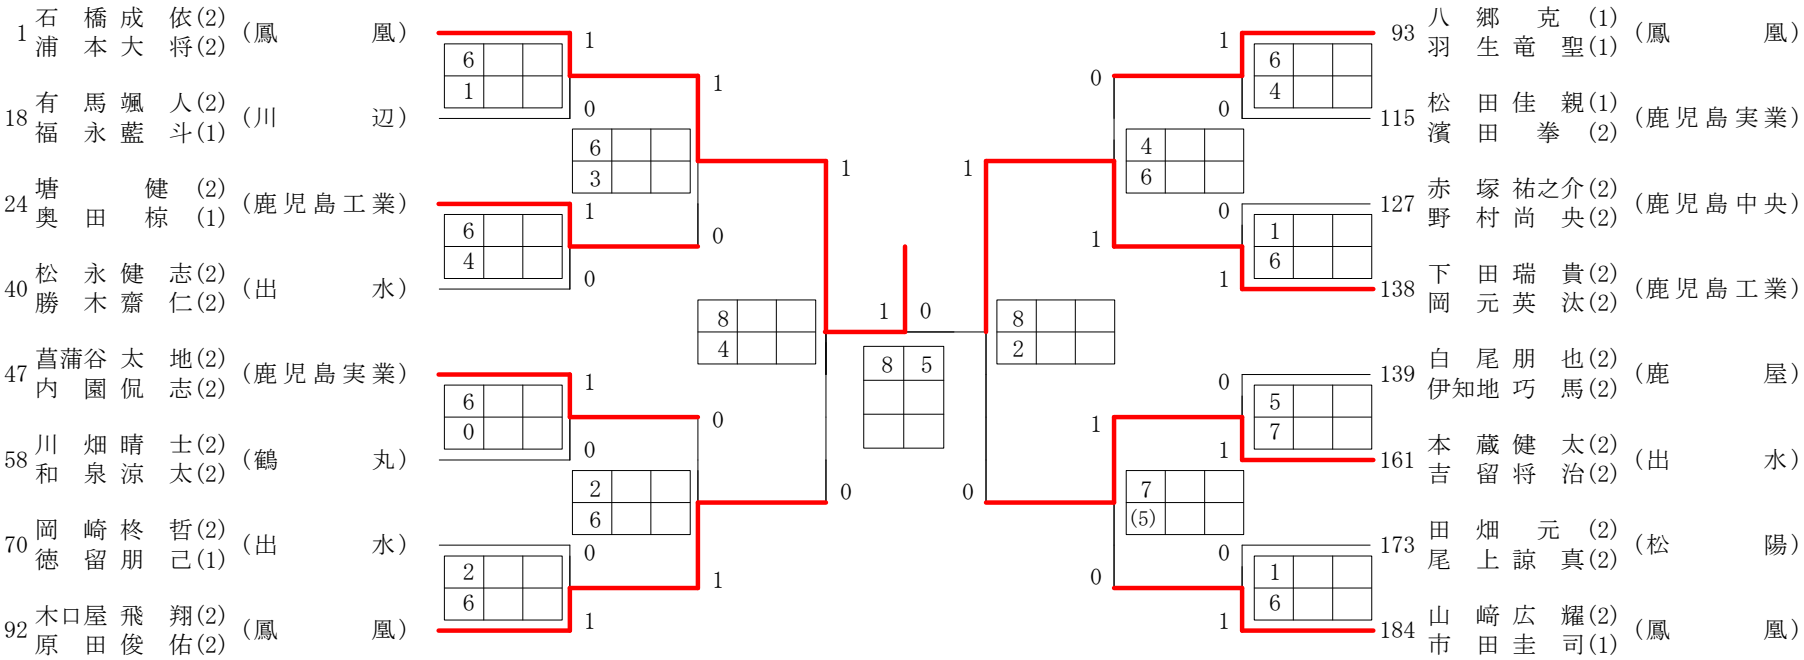 1 石橋成依(2) (鳳凰)
浦本大将(2)
1
6
1
0
18 有馬颯人(2) (川辺)
福永藍斗(1)
1
6
3
0
24 塘健(2) (鹿児島工業)
奥田椋(1)
1
6
4
0
40 松永健志(2) (出水)
勝木齋仁(2)
1
8
4
0
47 菖蒲谷太地(2) (鹿児島実業)
内園侃志(2)
1
6
0
0
58 川畑晴士(2) (鶴丸)
和泉涼太(2)
0
2
6
1
70 岡崎柊哲(2) (出水)
徳留朋己(1)
0
2
6
1
92 木口屋飛翔(2) (鳳凰)
原田俊佑(2)
1 0
8 5
93 八郷克(1) (鳳凰)
羽生竜聖(1)
1
6
4
0
115 松田佳親(1) (鹿児島実業)
濱田拳(2)
0
4
6
1
127 赤塚祐之介(2) (鹿児島中央)
野村尚央(2)
0
1
6
1
138 下田瑞貴(2) (鹿児島工業)
岡元英汰(2)
1
8
2
0
139 白尾朋也(2) (鹿屋)
伊知地巧馬(2)
0
5
7
1
161 本蔵健太(2) (出水)
吉留将治(2)
1
7
(5)
0
173 田畑元(2) (松陽)
尾上諒真(2)
0
1
6
1
184 山﨑広耀(2) (鳳凰)
市田圭司(1)